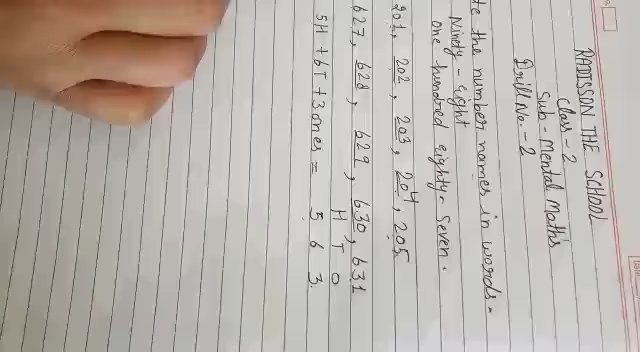 RADISSON THE SCHOOL
Class - 2
Sub - Mental Maths
Drill No. - 2
te the number names in words -
Ninety - eight
one hundred eighty - Seven.
201, 202, 203, 204, 205
627, 628, 629, 630, 631
H T O
5H + 6T + 3 ones = 5 6 3